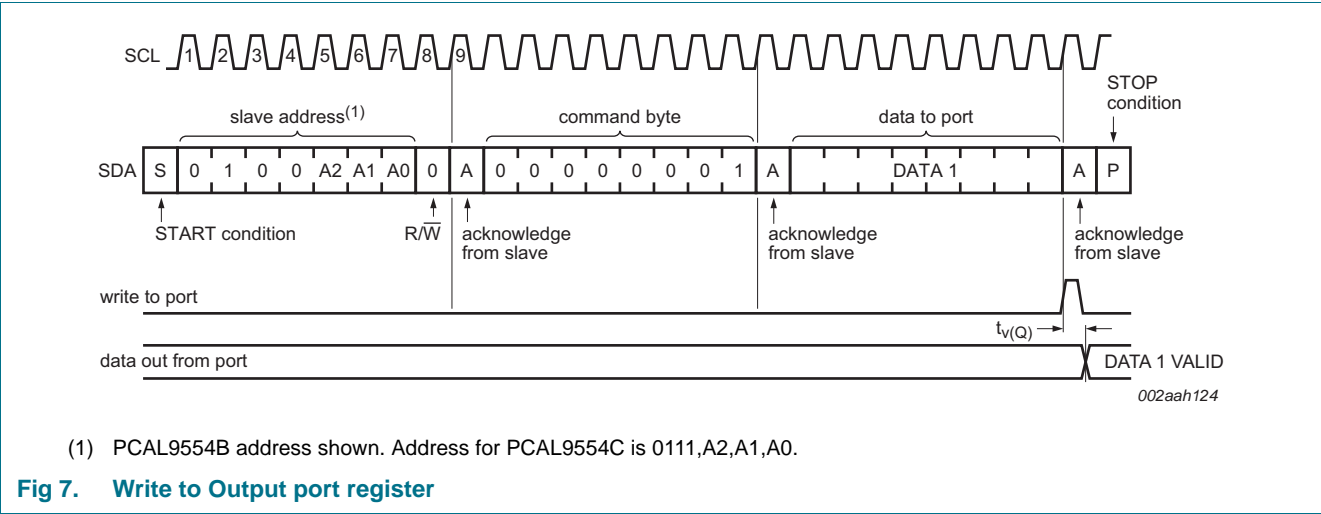 SCL 1 2 3 4 5 6 7 8 9
STOP
condition
slave address(1) command byte data to port
SDA S 0 1 0 0 A2 A1 A0 0 A 0 0 0 0 0 0 0 1 A DATA 1 A P
START condition R/W̅ acknowledge from slave acknowledge from slave acknowledge from slave
write to port
tv(Q)
data out from port DATA 1 VALID
002aah124
(1) PCAL9554B address shown. Address for PCAL9554C is 0111,A2,A1,A0.
Fig 7. Write to Output port register